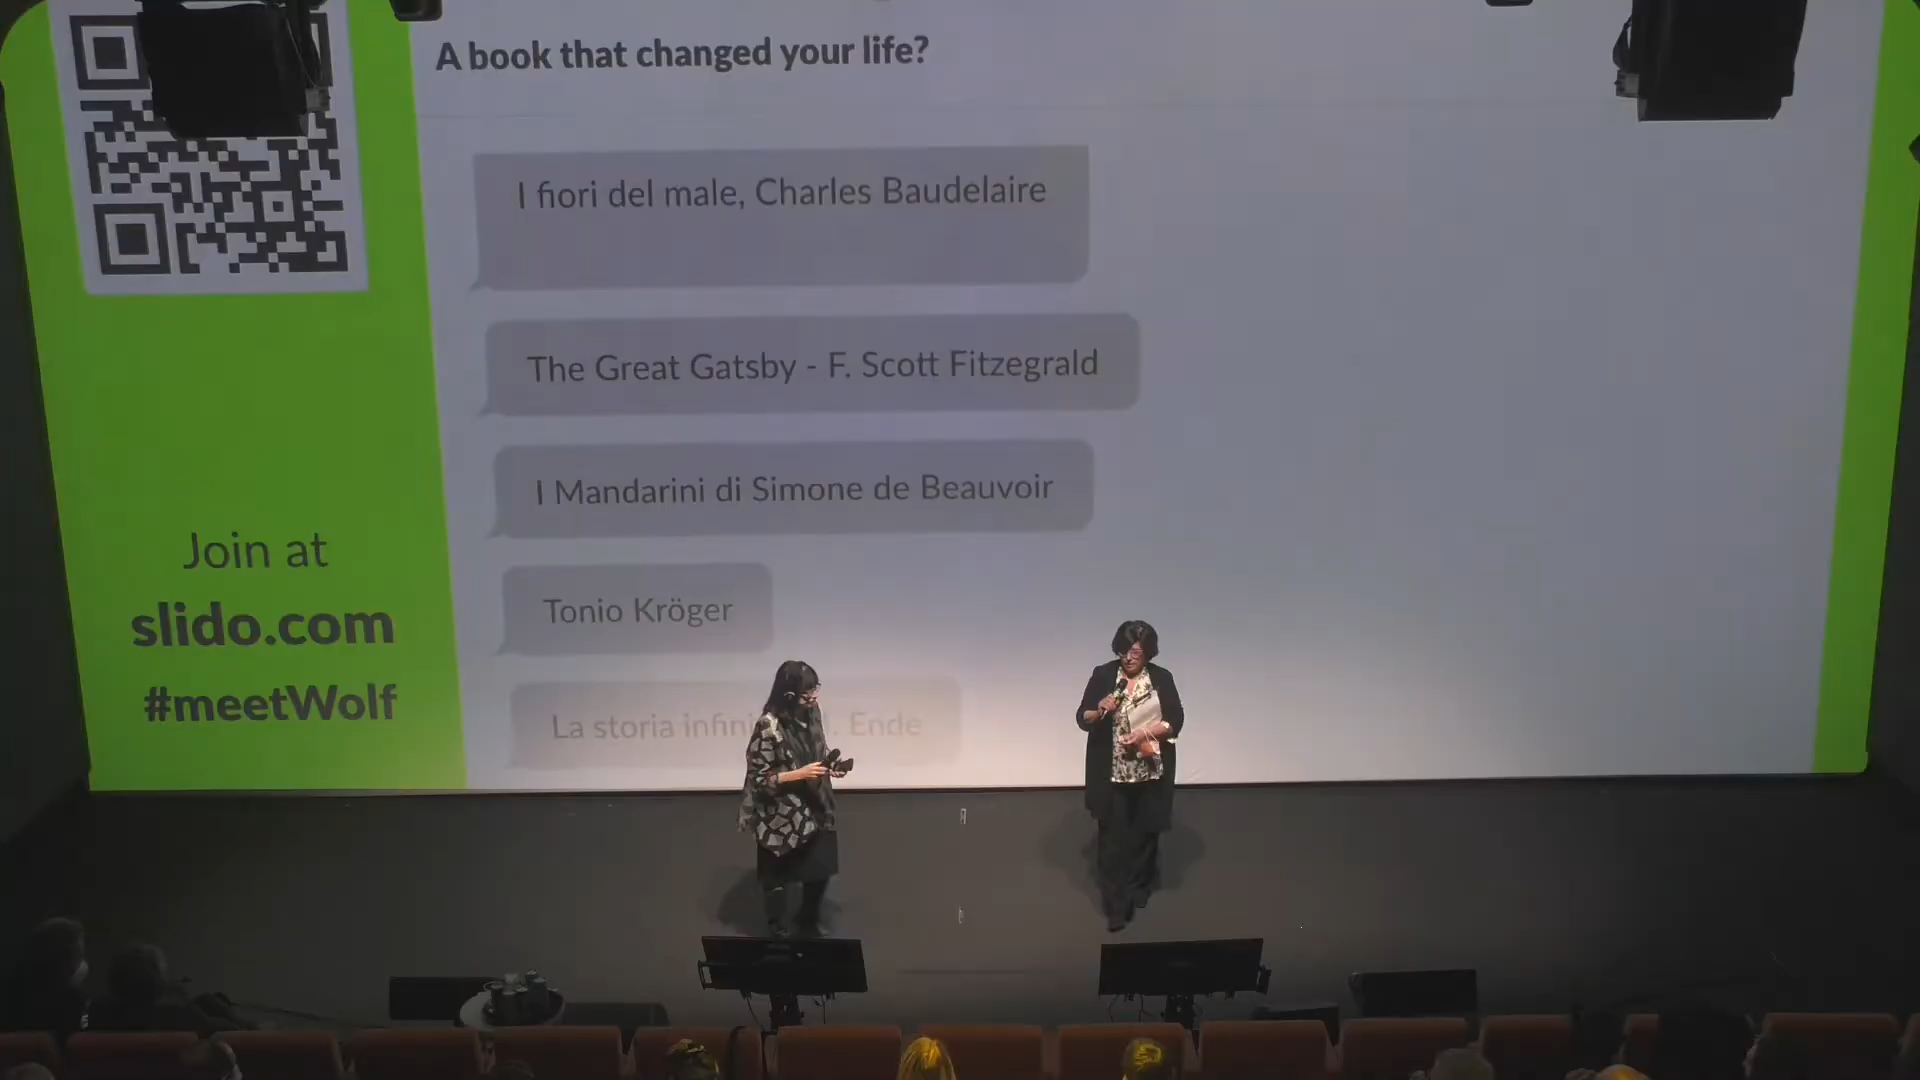 A book that changed your life?
I fiori del male, Charles Baudelaire
The Great Gatsby - F. Scott Fitzegrald
I Mandarini di Simone de Beauvoir
Tonio Kröger
La storia Ende
Join at
slido.com
#meetWolf